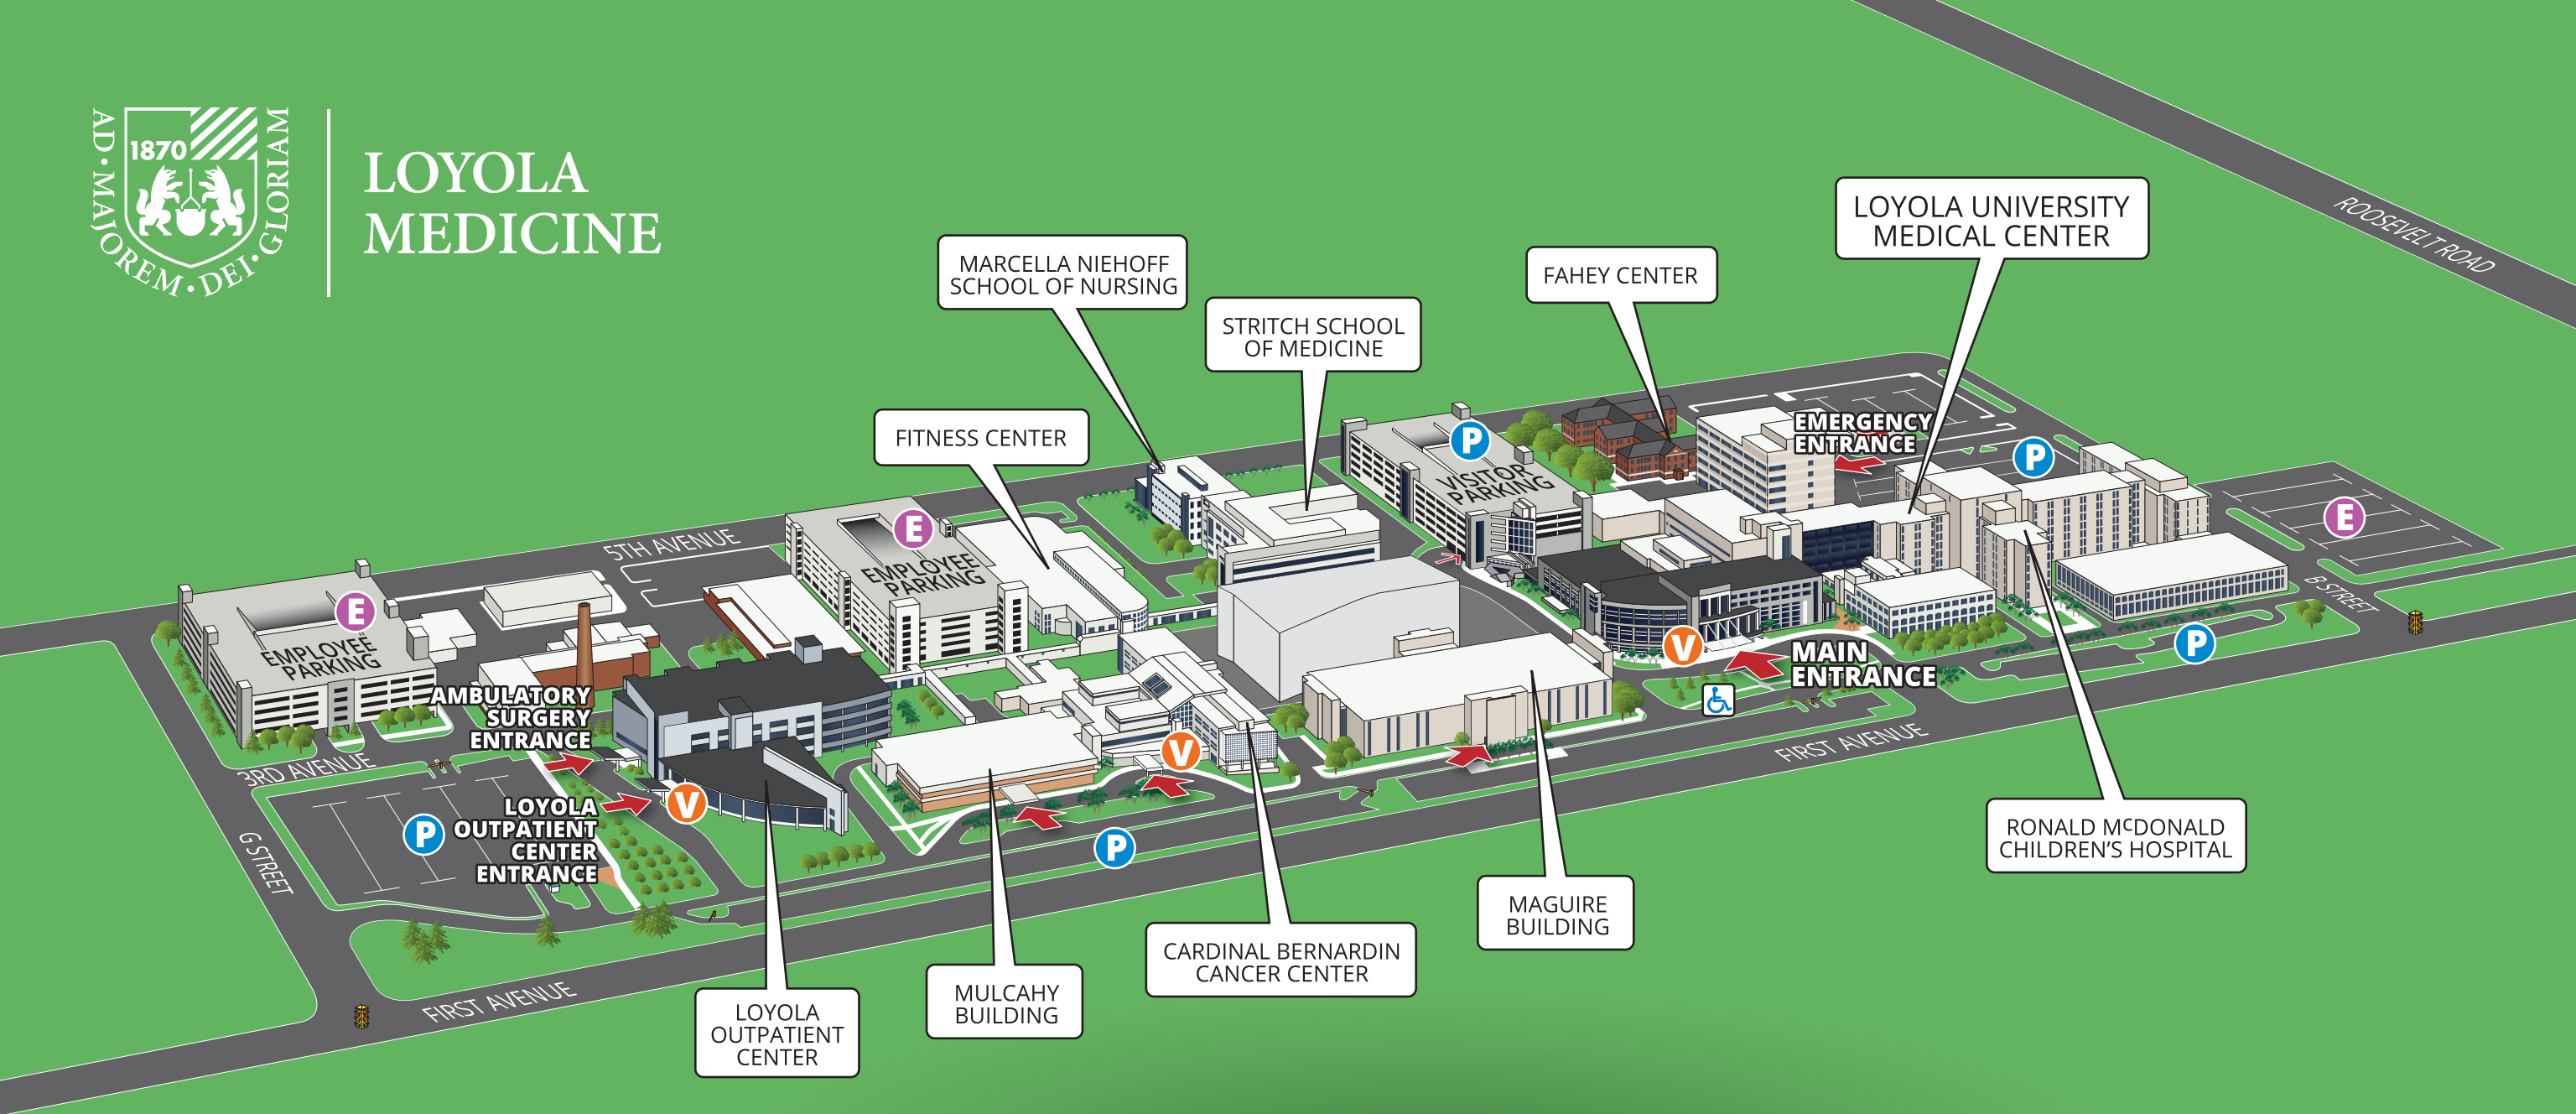 AD • MAJOREM • DEI • GLORIAM
1870
LOYOLA
MEDICINE
ROOSEVELT ROAD
LOYOLA UNIVERSITY
MEDICAL CENTER
MARCELLA NIEHOFF
SCHOOL OF NURSING
FAHEY CENTER
STRITCH SCHOOL
OF MEDICINE
FITNESS CENTER
EMERGENCY
ENTRANCE
P
P
VISITOR
PARKING
E
E
EMPLOYEE
PARKING
5TH AVENUE
E
EMPLOYEE
PARKING
B STREET
V
P
MAIN
ENTRANCE
AMBULATORY
SURGERY
ENTRANCE
3RD AVENUE
V
FIRST AVENUE
LOYOLA
OUTPATIENT
CENTER
ENTRANCE
V
P
P
G STREET
RONALD McDONALD
CHILDREN'S HOSPITAL
MAGUIRE
BUILDING
CARDINAL BERNARDIN
CANCER CENTER
MULCAHY
BUILDING
FIRST AVENUE
LOYOLA
OUTPATIENT
CENTER